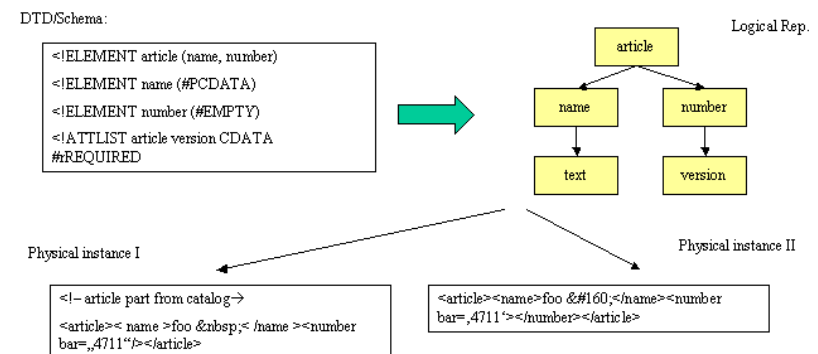 DTD/Schema:
Logical Rep.
<!ELEMENT article (name, number)
<!ELEMENT name (#PCDATA)
<!ELEMENT number (#EMPTY)
<!ATTLIST article version CDATA
#rREQUIRED
article
name
number
text
version
Physical instance I
Physical instance II
<!– article part from catalog→
<article>< name >foo &nbsp;< /name ><number
bar=„4711“/></article>
<article><name>foo &#160;</name><number
bar=‚4711‘></number></article>